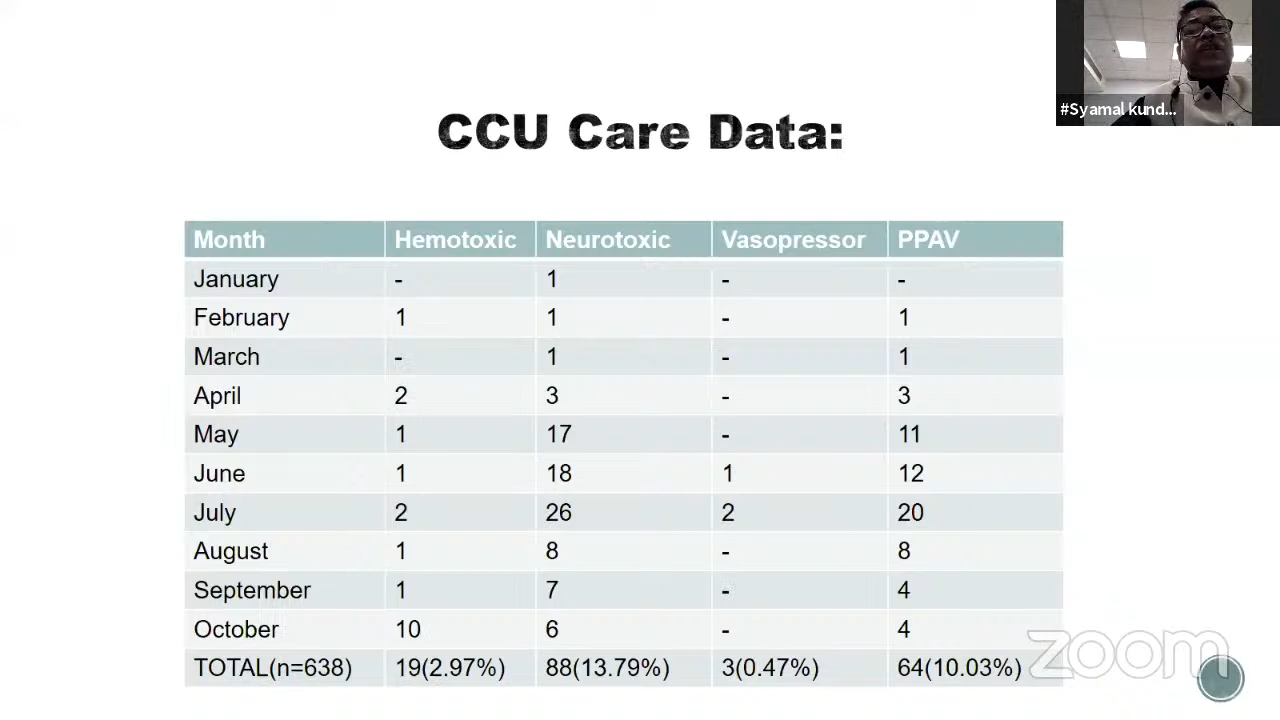 #Syamal kund...
CCU Care Data:
Month Hemotoxic Neurotoxic Vasopressor PPAV
January - 1 - -
February 1 1 - 1
March - 1 - 1
April 2 3 - 3
May 1 17 - 11
June 1 18 1 12
July 2 26 2 20
August 1 8 - 8
September 1 7 - 4
October 10 6 - 4
TOTAL(n=638) 19(2.97%) 88(13.79%) 3(0.47%) 64(10.03%)
zoom